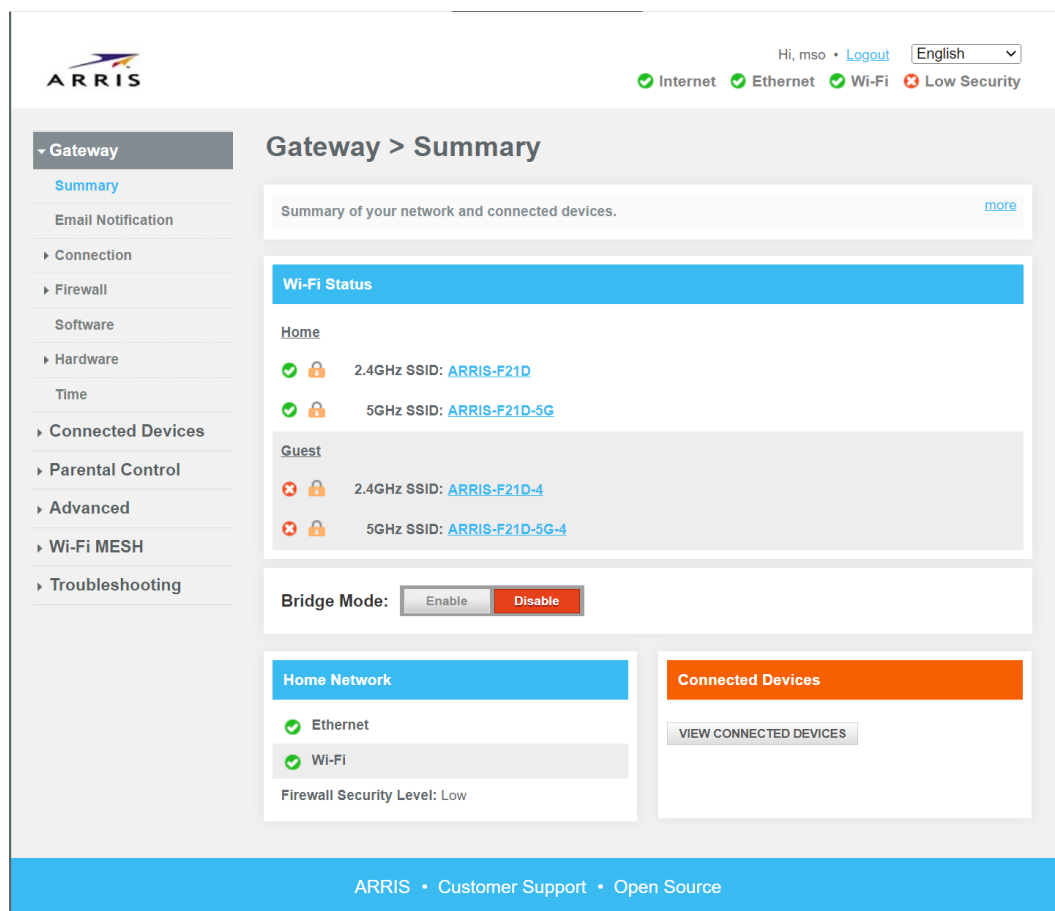 ARRIS
Hi, mso • Logout English
Internet Ethernet Wi-Fi Low Security
Gateway
Summary
Email Notification
Connection
Firewall
Software
Hardware
Time
Connected Devices
Parental Control
Advanced
Wi-Fi MESH
Troubleshooting
Gateway > Summary
Summary of your network and connected devices. more
Wi-Fi Status
Home
2.4GHz SSID: ARRIS-F21D
5GHz SSID: ARRIS-F21D-5G
Guest
2.4GHz SSID: ARRIS-F21D-4
5GHz SSID: ARRIS-F21D-5G-4
Bridge Mode: Enable Disable
Home Network
Ethernet
Wi-Fi
Firewall Security Level: Low
Connected Devices
VIEW CONNECTED DEVICES
ARRIS • Customer Support • Open Source